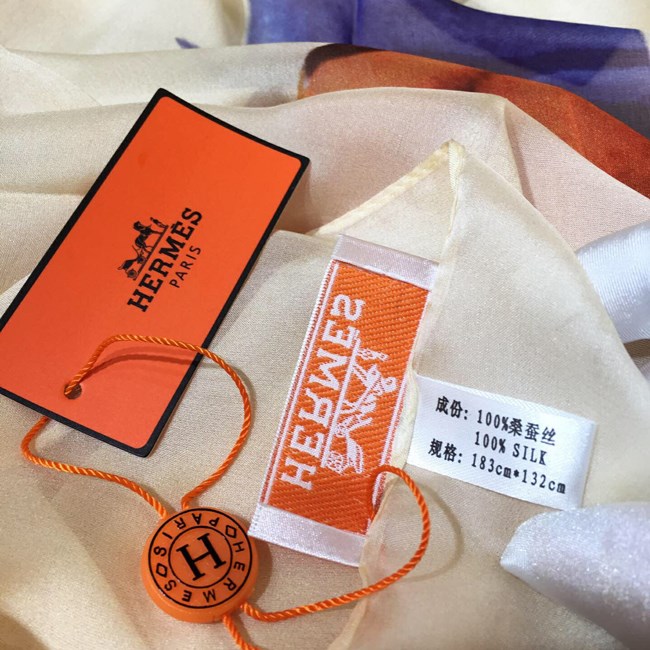 HERMÈS
PARIS
HERMES
成份: 100%桑蚕丝
100% SILK
规格: 183cm*132cm
H
HERMES
PARIS